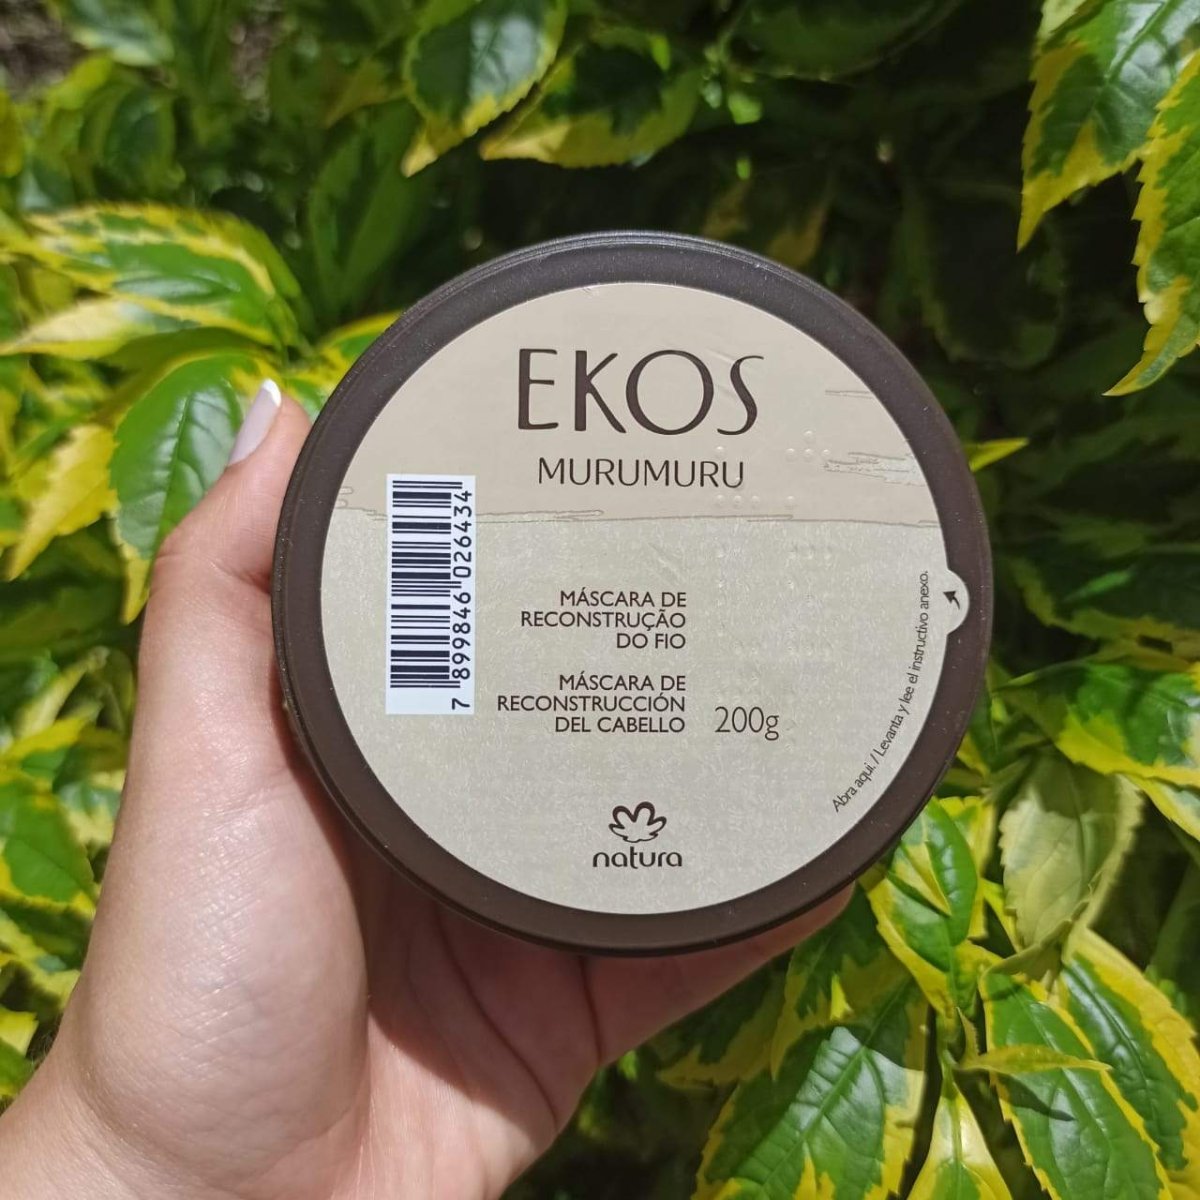 EKOS
MURUMURU
7 899846 026434
MÁSCARA DE
RECONSTRUÇÃO
DO FIO
MÁSCARA DE
RECONSTRUCCIÓN
DEL CABELLO
200g
Abra aqui. / Levanta y lee el instructivo anexo.
natura